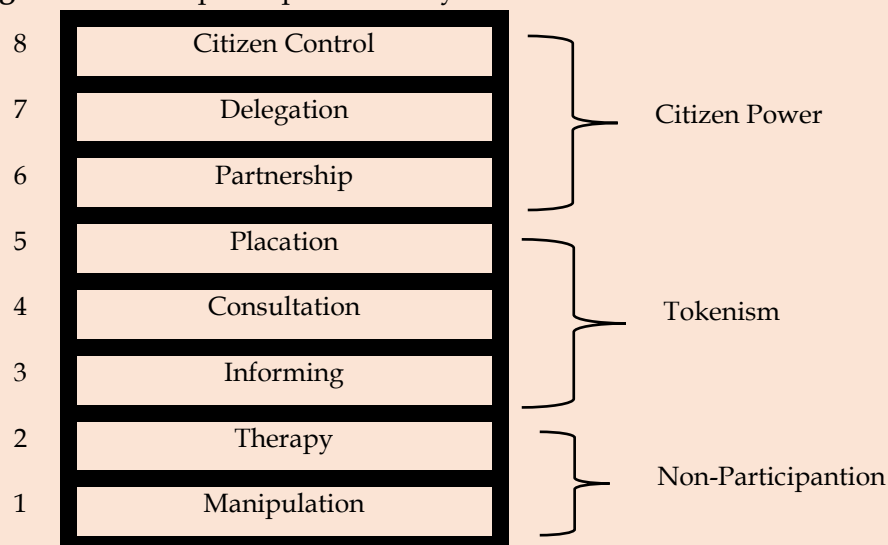 8 Citizen Control
7 Delegation Citizen Power
6 Partnership
5 Placation
4 Consultation Tokenism
3 Informing
2 Therapy
Non-Participantion
1 Manipulation